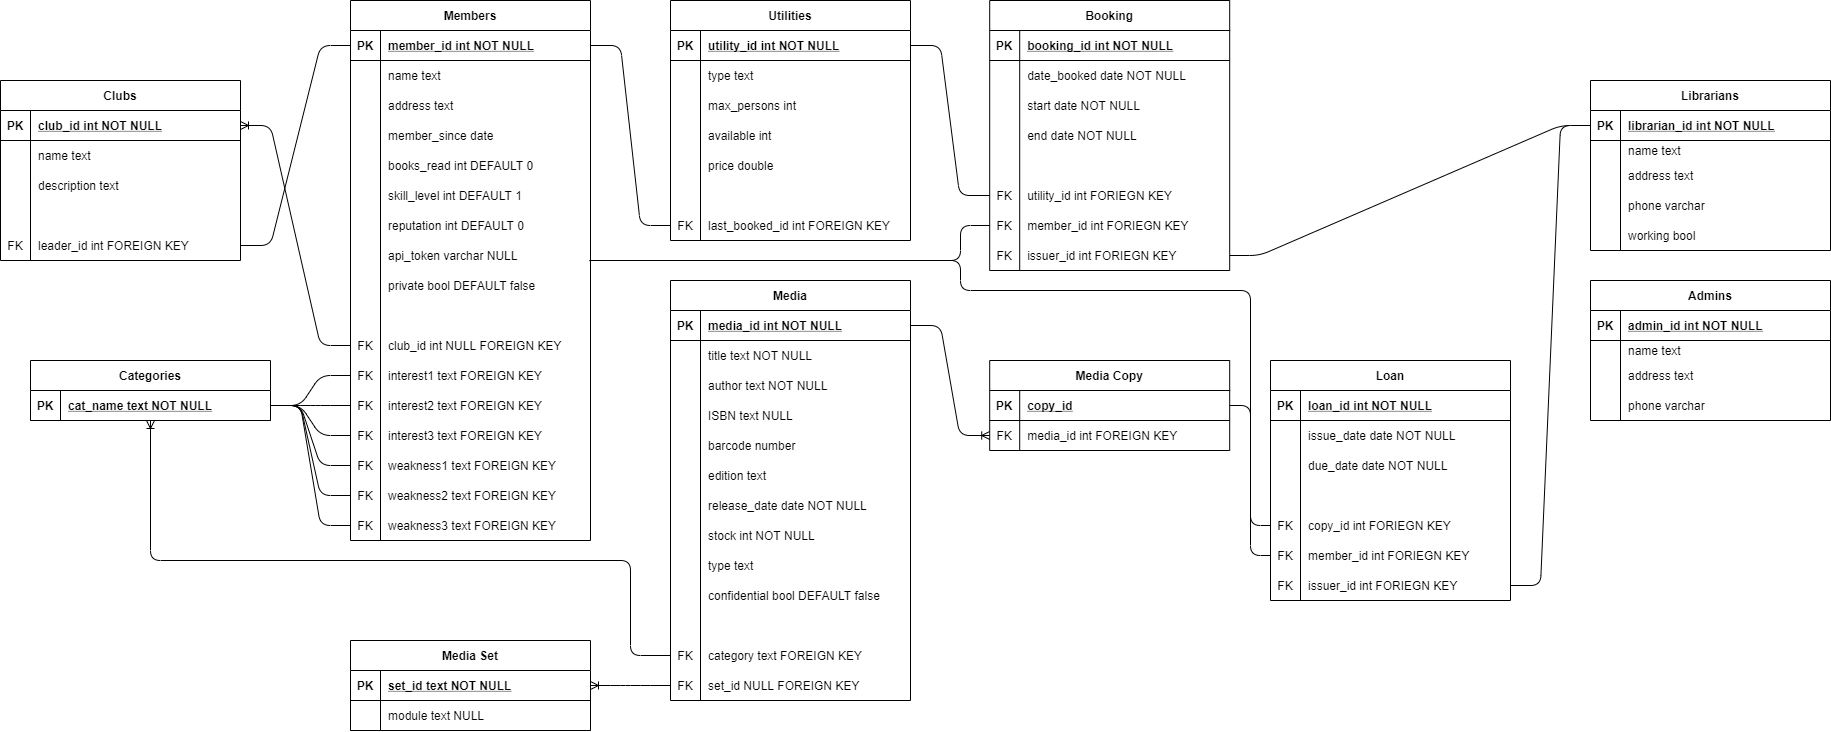 Members
PK member_id int NOT NULL
name text
address text
member_since date
books_read int DEFAULT 0
skill_level int DEFAULT 1
reputation int DEFAULT 0
api_token varchar NULL
private bool DEFAULT false
FK club_id int NULL FOREIGN KEY
FK interest1 text FOREIGN KEY
FK interest2 text FOREIGN KEY
FK interest3 text FOREIGN KEY
FK weakness1 text FOREIGN KEY
FK weakness2 text FOREIGN KEY
FK weakness3 text FOREIGN KEY
Utilities
PK utility_id int NOT NULL
type text
max_persons int
available int
price double
FK last_booked_id int FOREIGN KEY
Booking
PK booking_id int NOT NULL
date_booked date NOT NULL
start date NOT NULL
end date NOT NULL
FK utility_id int FORIEGN KEY
FK member_id int FORIEGN KEY
FK issuer_id int FORIEGN KEY
Clubs
PK club_id int NOT NULL
name text
description text
FK leader_id int FOREIGN KEY
Librarians
PK librarian_id int NOT NULL
name text
address text
phone varchar
working bool
Media
PK media_id int NOT NULL
title text NOT NULL
author text NOT NULL
ISBN text NULL
barcode number
edition text
release_date date NOT NULL
stock int NOT NULL
type text
confidential bool DEFAULT false
FK category text FOREIGN KEY
FK set_id NULL FOREIGN KEY
Admins
PK admin_id int NOT NULL
name text
address text
phone varchar
Categories
PK cat_name text NOT NULL
Media Copy
PK copy_id
FK media_id int FOREIGN KEY
Loan
PK loan_id int NOT NULL
issue_date date NOT NULL
due_date date NOT NULL
FK copy_id int FORIEGN KEY
FK member_id int FORIEGN KEY
FK issuer_id int FORIEGN KEY
Media Set
PK set_id text NOT NULL
module text NULL